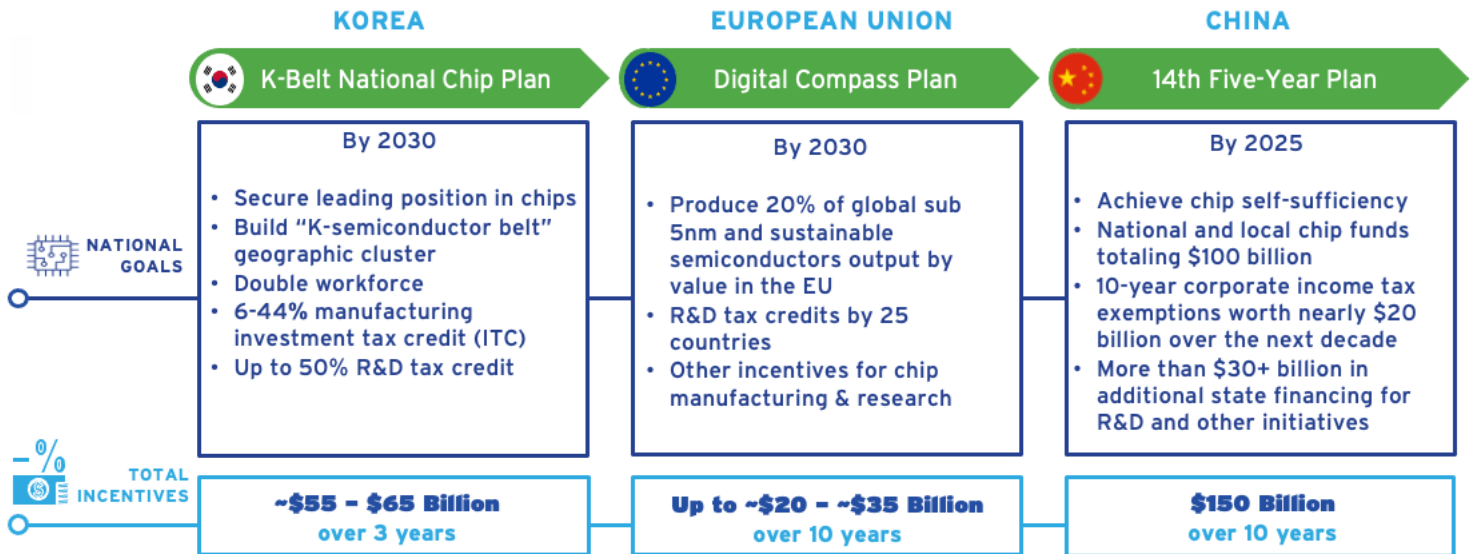 KOREA
EUROPEAN UNION
CHINA
K-Belt National Chip Plan
Digital Compass Plan
14th Five-Year Plan
NATIONAL
GOALS
By 2030
• Secure leading position in chips
• Build “K-semiconductor belt”
geographic cluster
• Double workforce
• 6-44% manufacturing
investment tax credit (ITC)
• Up to 50% R&D tax credit
By 2030
• Produce 20% of global sub
5nm and sustainable
semiconductors output by
value in the EU
• R&D tax credits by 25
countries
• Other incentives for chip
manufacturing & research
By 2025
• Achieve chip self-sufficiency
• National and local chip funds
totaling $100 billion
• 10-year corporate income tax
exemptions worth nearly $20
billion over the next decade
• More than $30+ billion in
additional state financing for
R&D and other initiatives
-%
$
TOTAL
INCENTIVES
~$55 – $65 Billion
over 3 years
Up to ~$20 – ~$35 Billion
over 10 years
$150 Billion
over 10 years